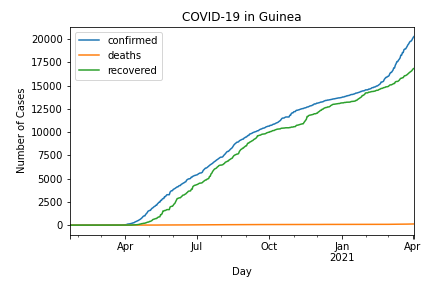 COVID-19 in Guinea
confirmed
deaths
recovered
Number of Cases
20000
17500
15000
12500
10000
7500
5000
2500
0
Apr
Jul
Oct
Jan
2021
Apr
Day